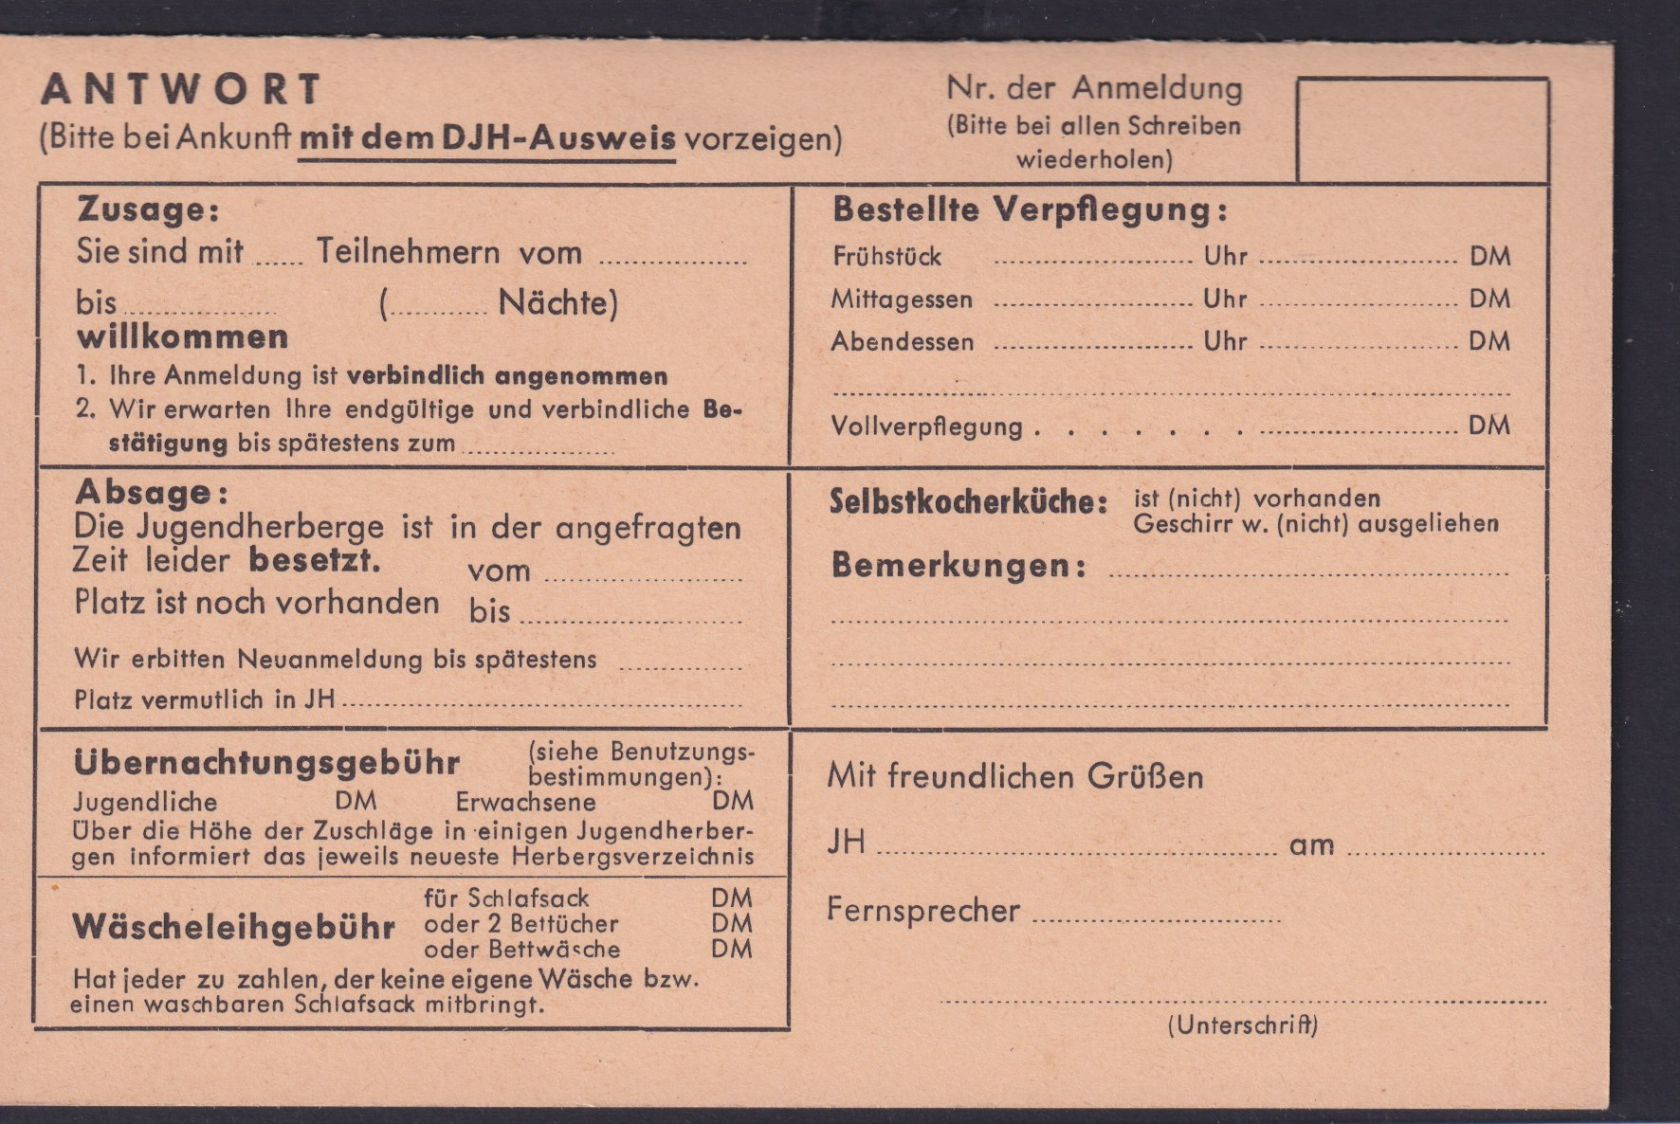 ANTWORT
(Bitte bei Ankunft mit dem DJH-Ausweis vorzeigen)
Nr. der Anmeldung
(Bitte bei allen Schreiben
wiederholen)
Zusage:
Sie sind mit ...... Teilnehmern vom ..................
bis .................. (............ Nächte)
willkommen
1. Ihre Anmeldung ist verbindlich angenommen
2. Wir erwarten Ihre endgültige und verbindliche Be-
stätigung bis spätestens zum ..................
Bestellte Verpflegung:
Frühstück ........................ Uhr ........................ DM
Mittagessen ........................ Uhr ........................ DM
Abendessen ........................ Uhr ........................ DM
Vollverpflegung . . . . . . . ........................ DM
Absage:
Die Jugendherberge ist in der angefragten
Zeit leider besetzt.
Platz ist noch vorhanden
vom ........................
bis ...........................
Wir erbitten Neuanmeldung bis spätestens ...............
Platz vermutlich in JH ................................................
Selbstkocherküche: ist (nicht) vorhanden
Geschirr w. (nicht) ausgeliehen
Bemerkungen: ................................................
Übernachtungsgebühr (siehe Benutzungs-
bestimmungen):
Jugendliche DM Erwachsene DM
Über die Höhe der Zuschläge in einigen Jugendherber-
gen informiert das jeweils neueste Herbergsverzeichnis
Wäscheleihgebühr
für Schlafsack DM
oder 2 Bettücher DM
oder Bettwäsche DM
Hat jeder zu zahlen, der keine eigene Wäsche bzw.
einen waschbaren Schlafsack mitbringt.
Mit freundlichen Grüßen
JH ................................................ am ........................
Fernsprecher ..............................
(Unterschrift)